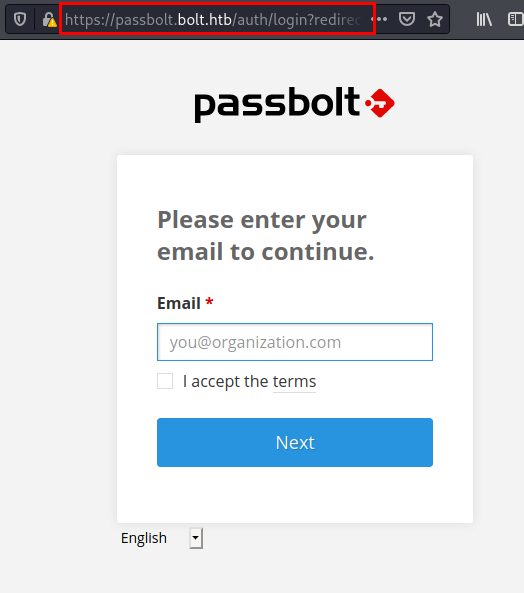 https://passbolt.bolt.htb/auth/login?redirec
passbolt
Please enter your
email to continue.
Email *
you@organization.com
I accept the terms
Next
English